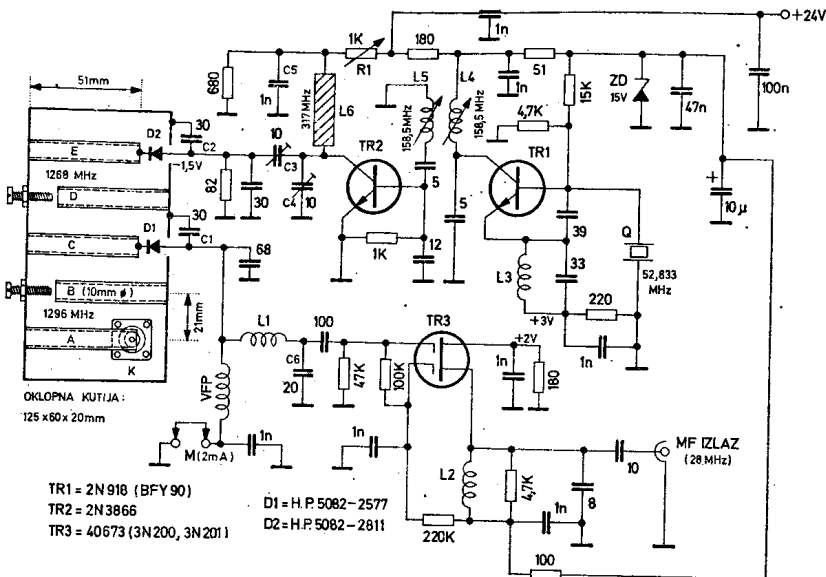 +24V
1n
1K
R1
180
L5
L4
51
680
C5
1n
L6
317MHz
158,5 MHz
158,5 MHz
1n
15K
ZD
15V
47n
100n
4,7K
51mm
D2
30
C2
E
-1,5V
10
C3
TR2
TR1
1268 MHz
D
82
30
C4
10
5
5
+
10 µ
30
D1
C
C1
68
1K
12
39
Q
52,833
MHz
L3
33
220
+3V
1n
B (10mm ø)
21mm
1296 MHz
A
K
L1
100
TR3
+2V
C6
20
47K
100K
1n
180
VFP
OKLOPNA KUTIJA:
125 x 60 x 20mm
M (2mA)
1n
1n
L2
4,7K
10
MF IZLAZ
(28 MHz)
8
1n
220K
100
TR1 = 2N918 (BFY 90)
TR2 = 2N3866
TR3 = 40673 (3N200, 3N201)
D1 = H.P. 5082-2577
D2 = H.P. 5082-2811